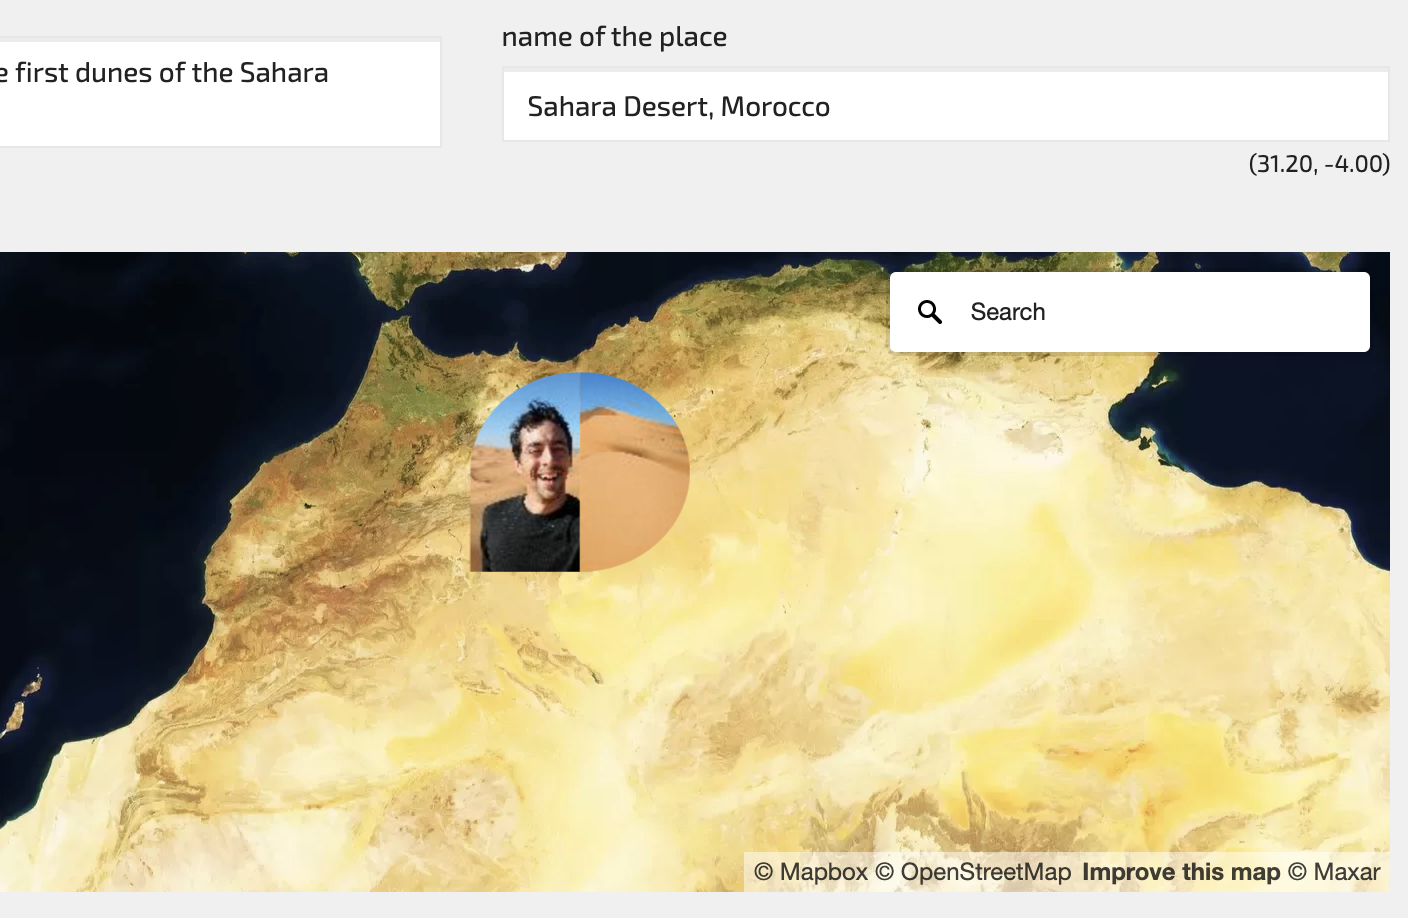 e first dunes of the Sahara
name of the place
Sahara Desert, Morocco
(31.20, -4.00)
Search
© Mapbox © OpenStreetMap Improve this map © Maxar